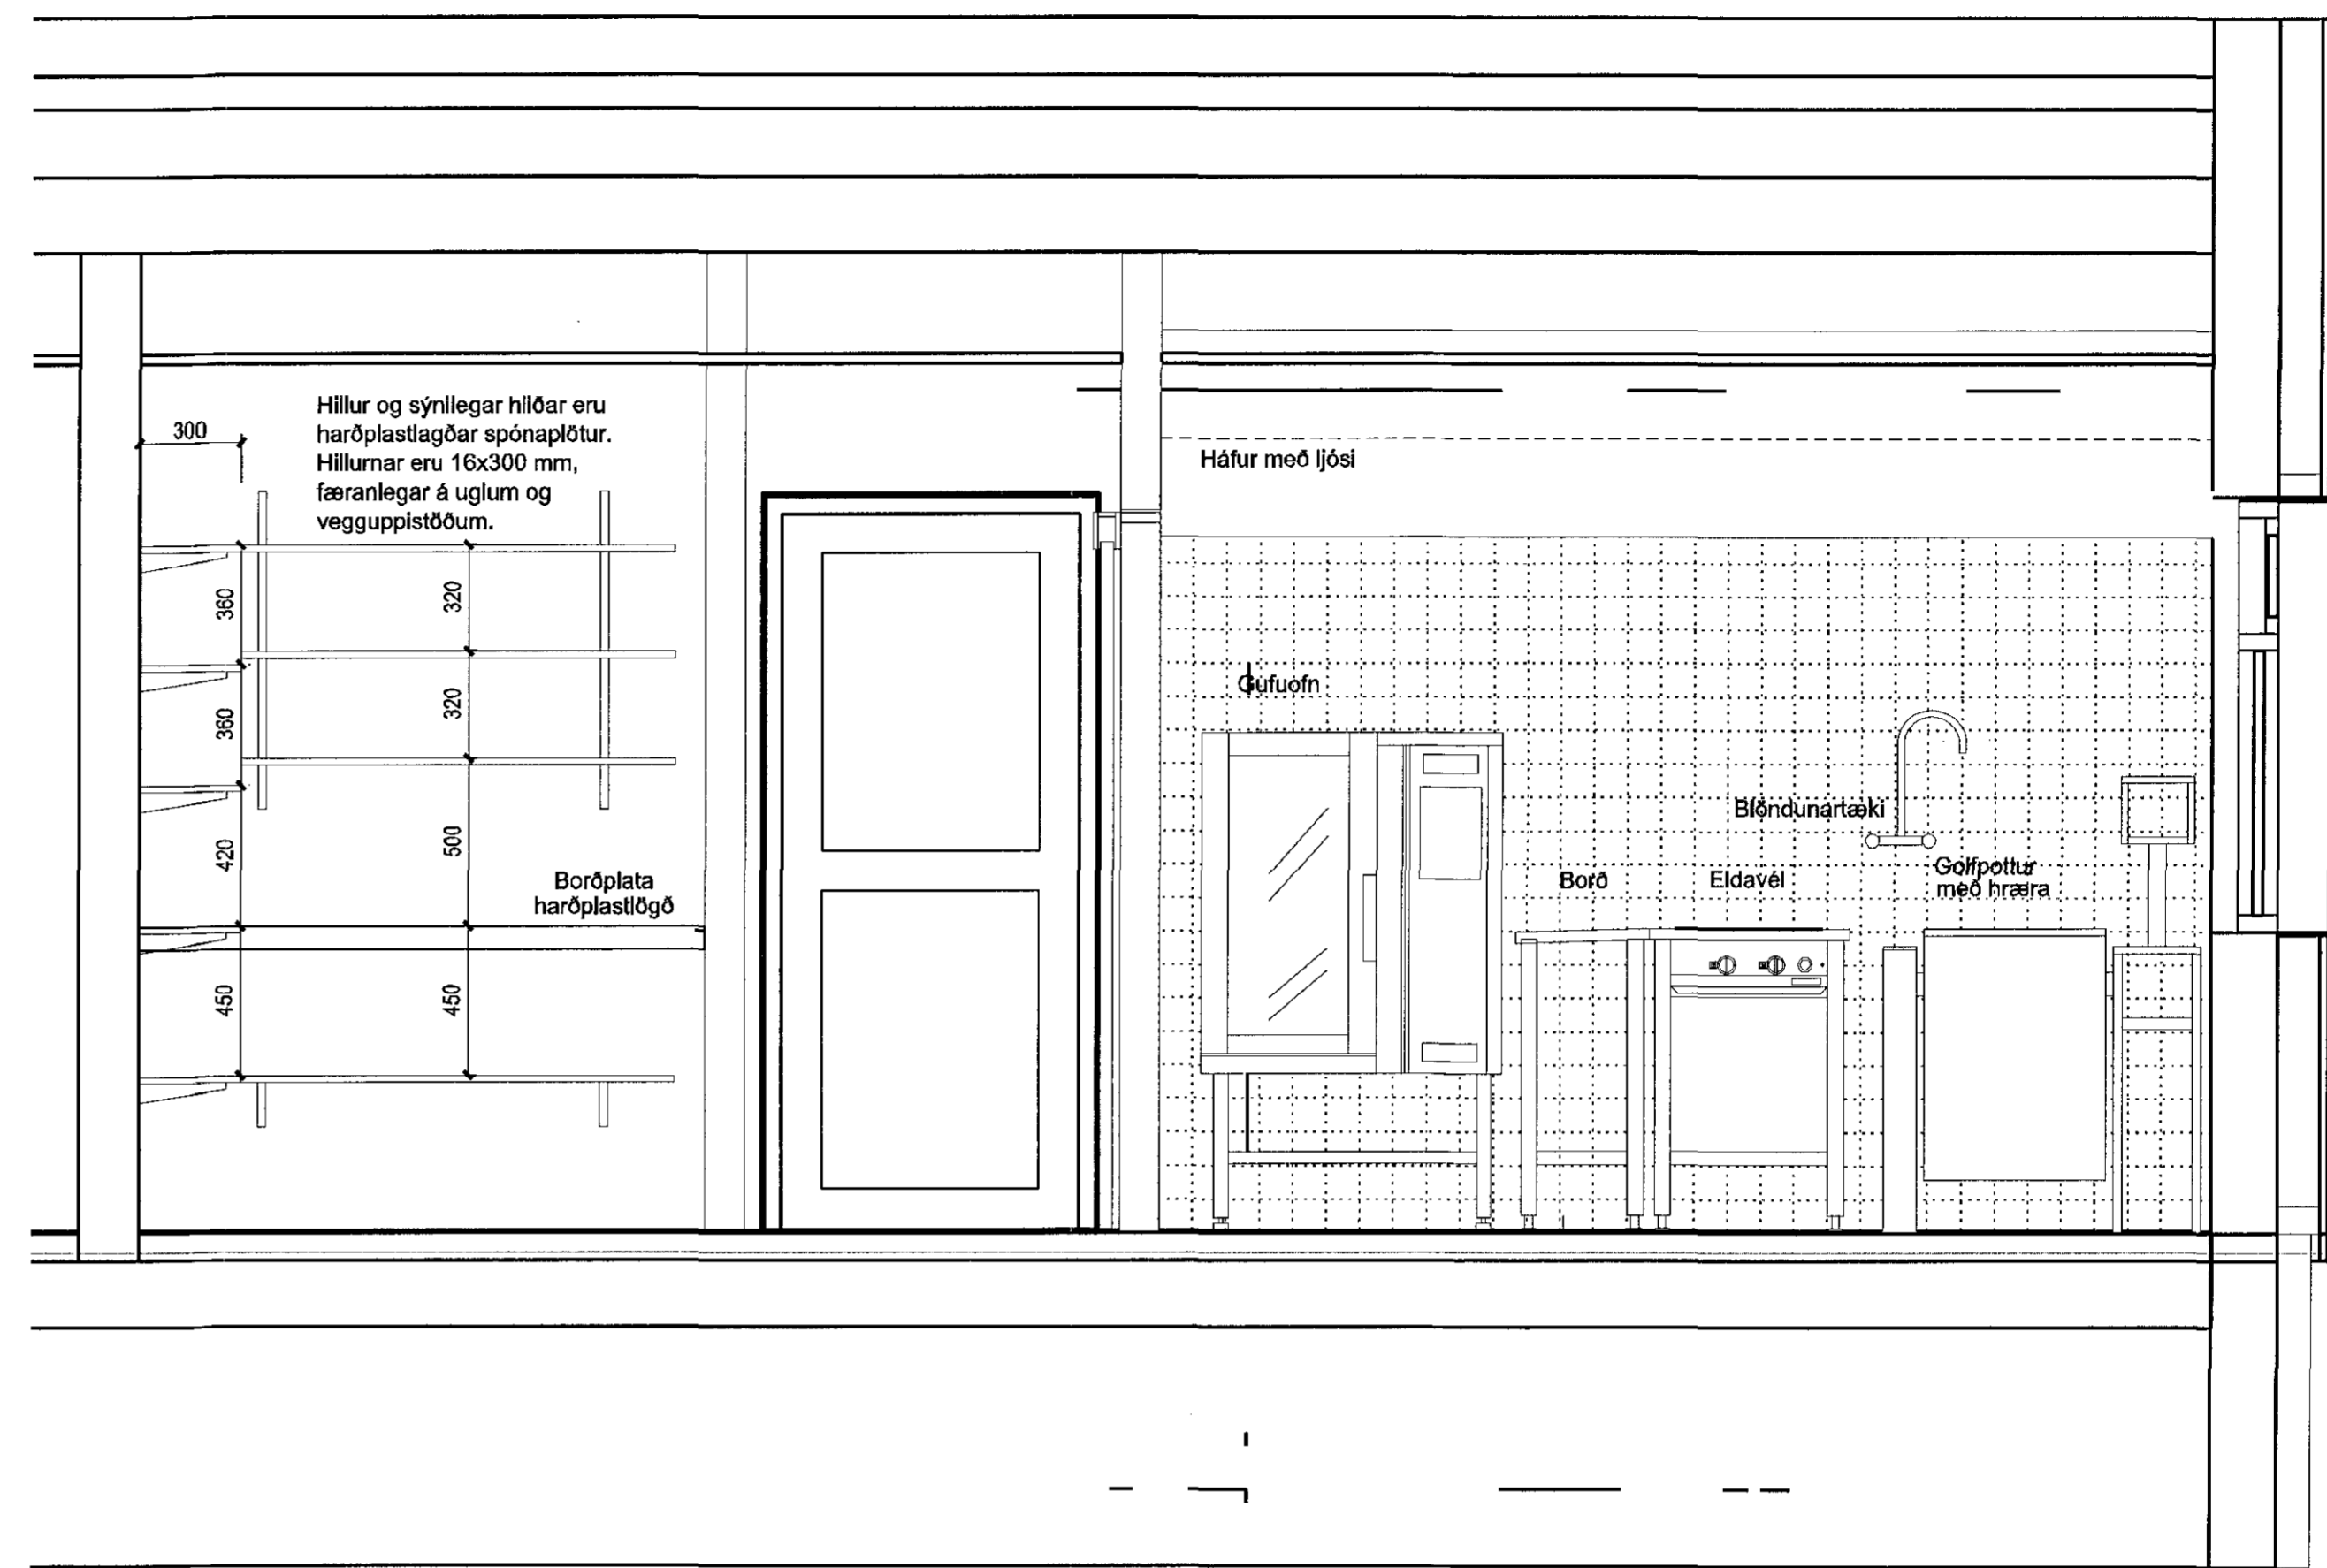 Hillur og sýnilegar hliðar eru
harðplastlagðar spónaplötur.
Hillurnar eru 16x300 mm,
færanlegar á uglum og
vegguppistöðum.
300
360
320
360
320
420
500
450
450
Borðplata
harðplastlögð
Háfur með ljósi
Gufuofn
Borð
Eldavél
Blöndunartæki
Golfpottur
með hræra